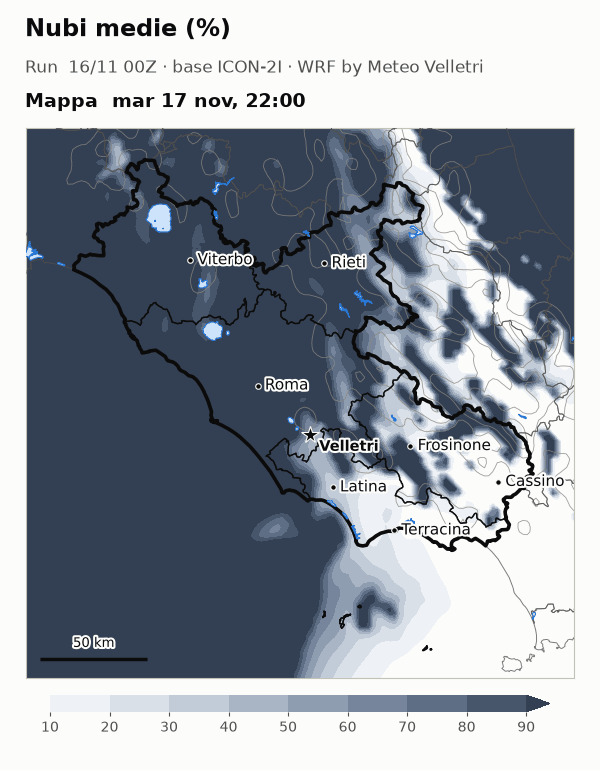 Nubi medie (%)
Run  16/11 00Z · base ICON-2I · WRF by Meteo Velletri
Mappa  mar 17 nov, 22:00
Viterbo
Rieti
Roma
Velletri
Frosinone
Cassino
Latina
Terracina
50 km
10 20 30 40 50 60 70 80 90